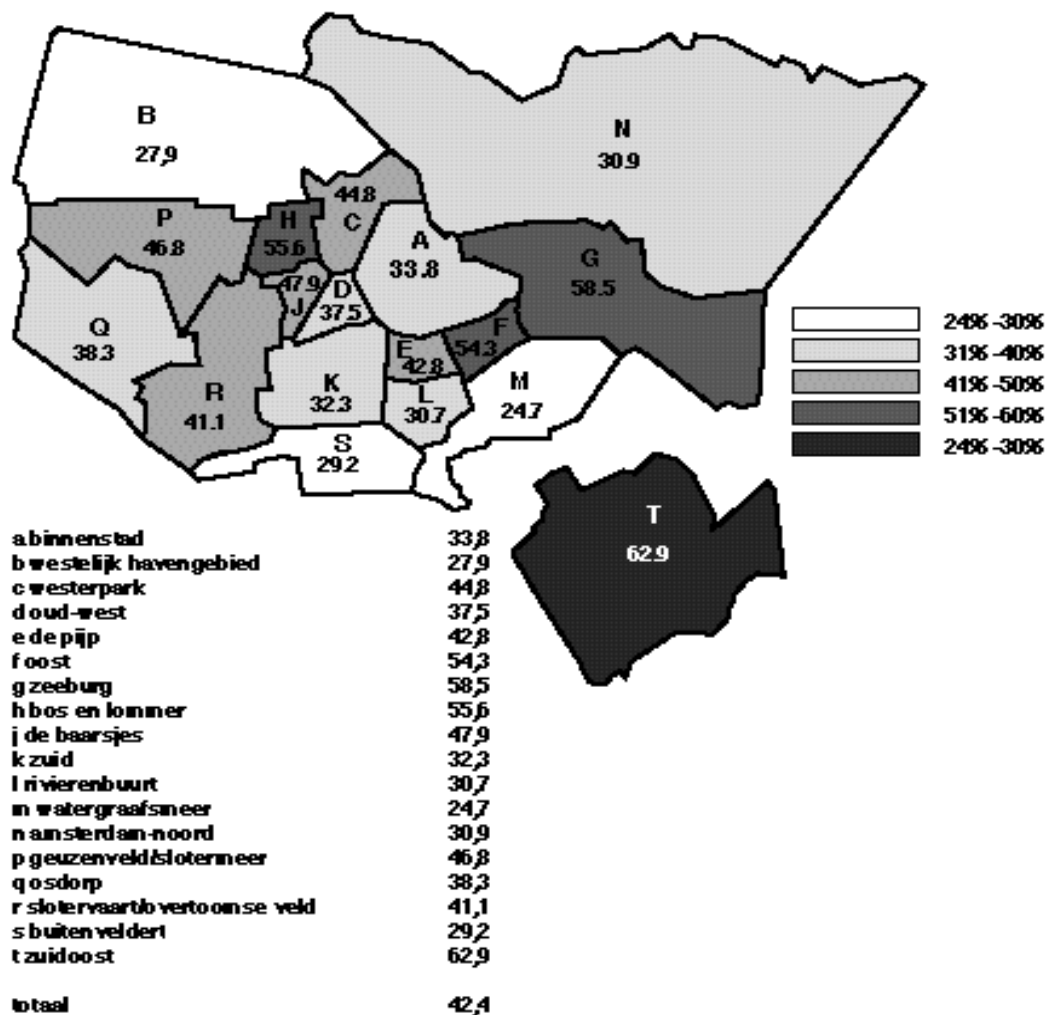 B
27,9
N
30.9
44.8
C
P
46.8
H
55.6
A
33.8
G
58.5
47.9
J
D
37.5
Q
38.3
F
54.3
E
42.8
R
41.1
K
32.3
L
30.7
M
24.7
S
29.2
24% -30%
31% -40%
41% -50%
51% -60%
24% -30%
T
62.9
a binnenstad 33,8
b westelijk havengebied 27,9
c westerpark 44,8
d oud-west 37,5
e de pijp 42,8
f oost 54,3
g zeeburg 58,5
h bos en lommer 55,6
j de baarsjes 47,9
k zuid 32,3
l rivierenbuurt 30,7
m watergraafsmeer 24,7
n amsterdam-noord 30,9
p geuzenveld/slotermeer 46,8
q osdorp 38,3
r slotervaart/overtoomse veld 41,1
s buitenveldert 29,2
t zuidoost 62,9
totaal 42,4